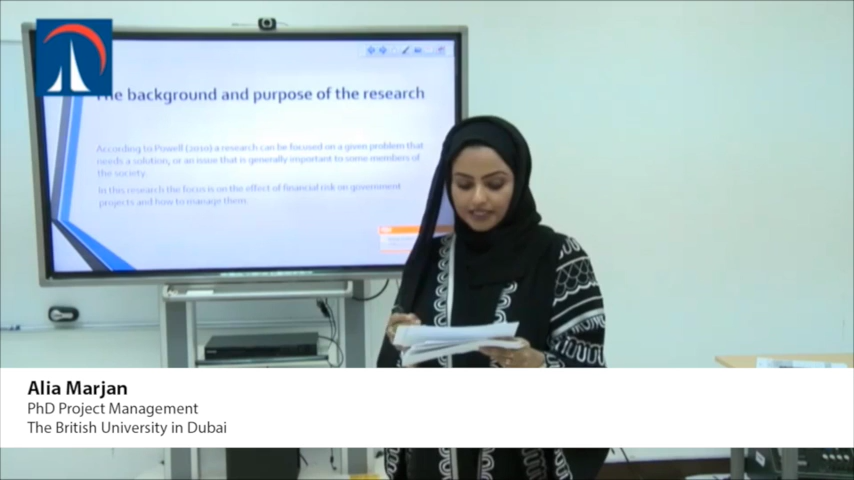 The background and purpose of the research
According to Powell (2010) a research can be focused on a given problem that
needs a solution, or an issue that is generally important to some members of
the society.
In this research the focus is on the effect of financial risk on government
projects and how to manage them.
Alia Marjan
PhD Project Management
The British University in Dubai